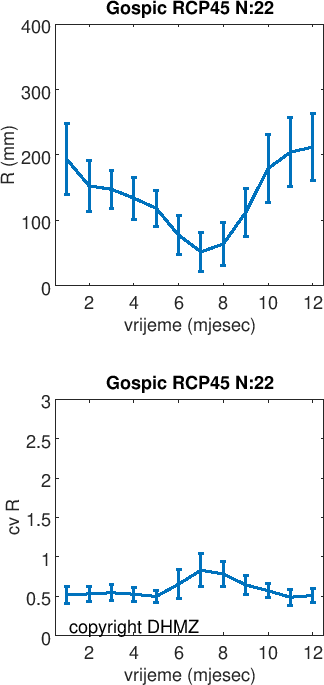 Gospic RCP45 N:22
400
300
200
100
0
R (mm)
2 4 6 8 10 12
vrijeme (mjesec)
Gospic RCP45 N:22
3
2.5
2
1.5
1
0.5
0
cv R
copyright DHMZ
2 4 6 8 10 12
vrijeme (mjesec)